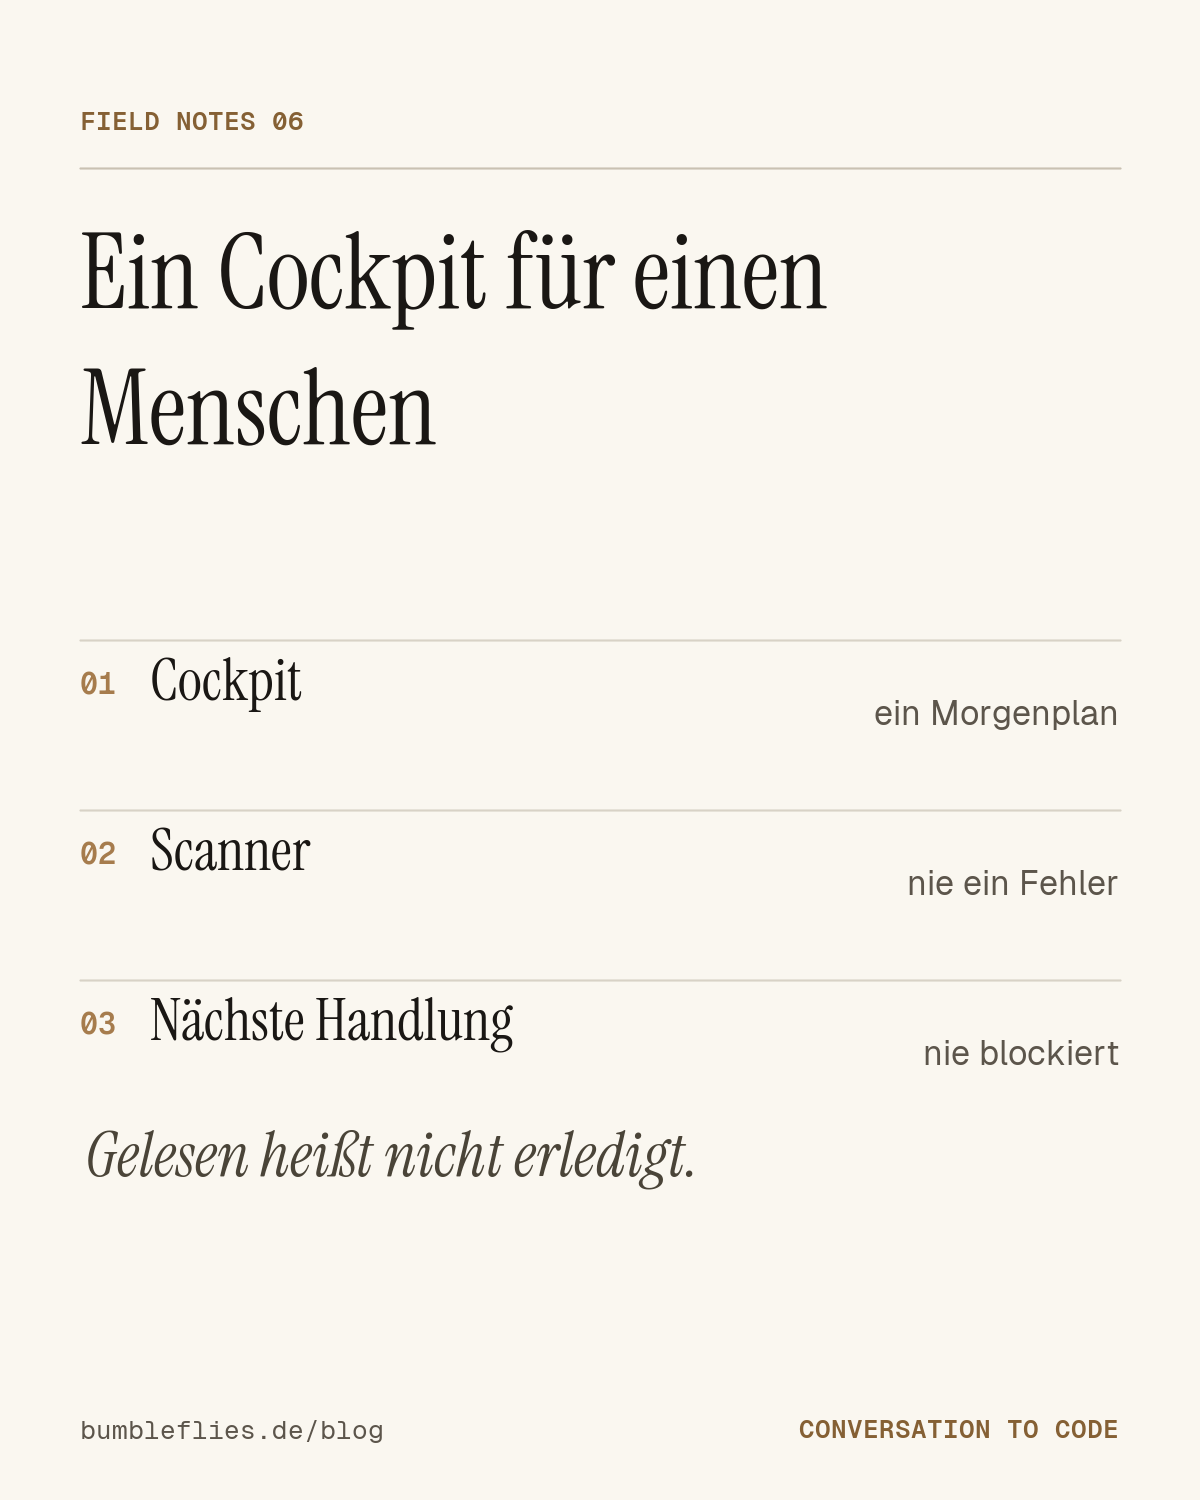 FIELD NOTES 06
Ein Cockpit für einen
Menschen
01 Cockpit
ein Morgenplan
02 Scanner
nie ein Fehler
03 Nächste Handlung
nie blockiert
Gelesen heißt nicht erledigt.
bumbleflies.de/blog
CONVERSATION TO CODE